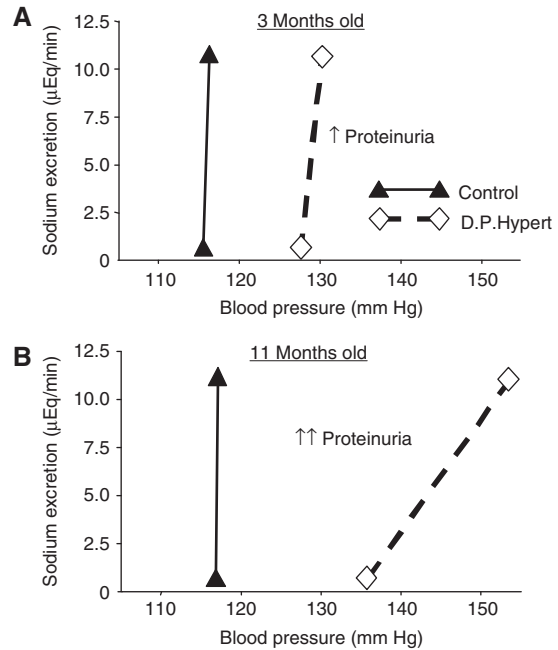 A
3 Months old
Sodium excretion (µEq/min)
12.5
10.0
7.5
5.0
2.5
0
↑ Proteinuria
Control
D.P.Hypert
110 120 130 140 150
Blood pressure (mm Hg)
B
11 Months old
Sodium excretion (µEq/min)
12.5
10.0
7.5
5.0
2.5
0
↑↑ Proteinuria
110 120 130 140 150
Blood pressure (mm Hg)